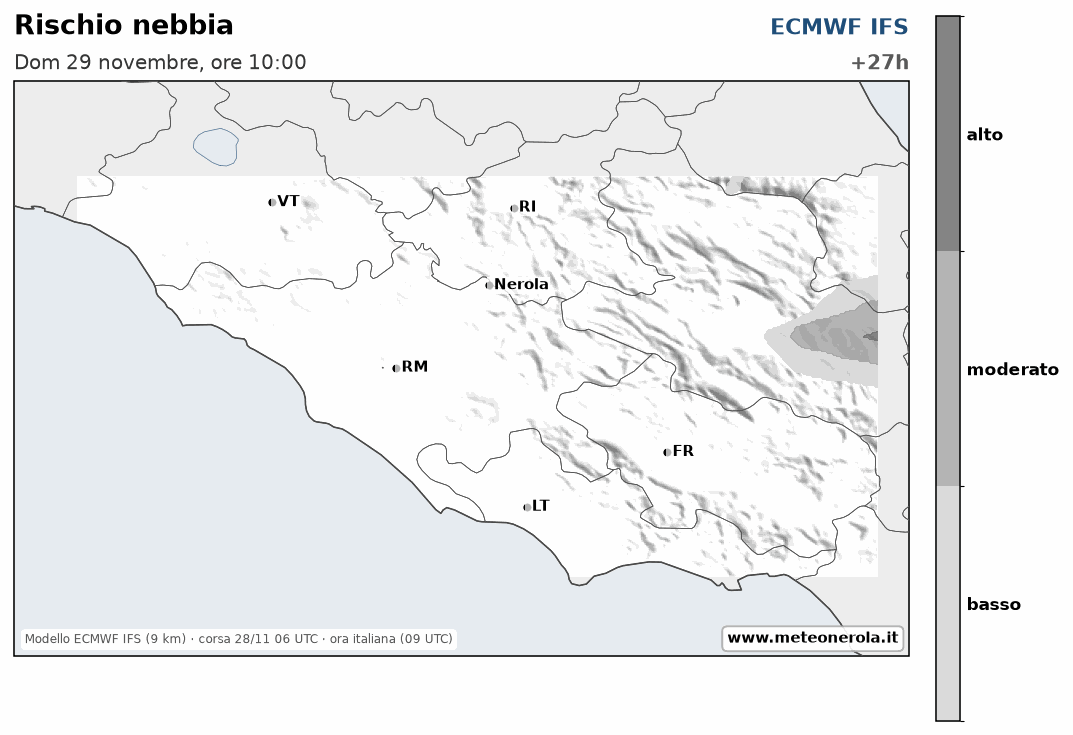 Rischio nebbia
ECMWF IFS
Dom 29 novembre, ore 10:00
+27h
alto
VT
RI
Nerola
RM
moderato
FR
LT
basso
Modello ECMWF IFS (9 km) · corsa 28/11 06 UTC · ora italiana (09 UTC)
www.meteonerola.it